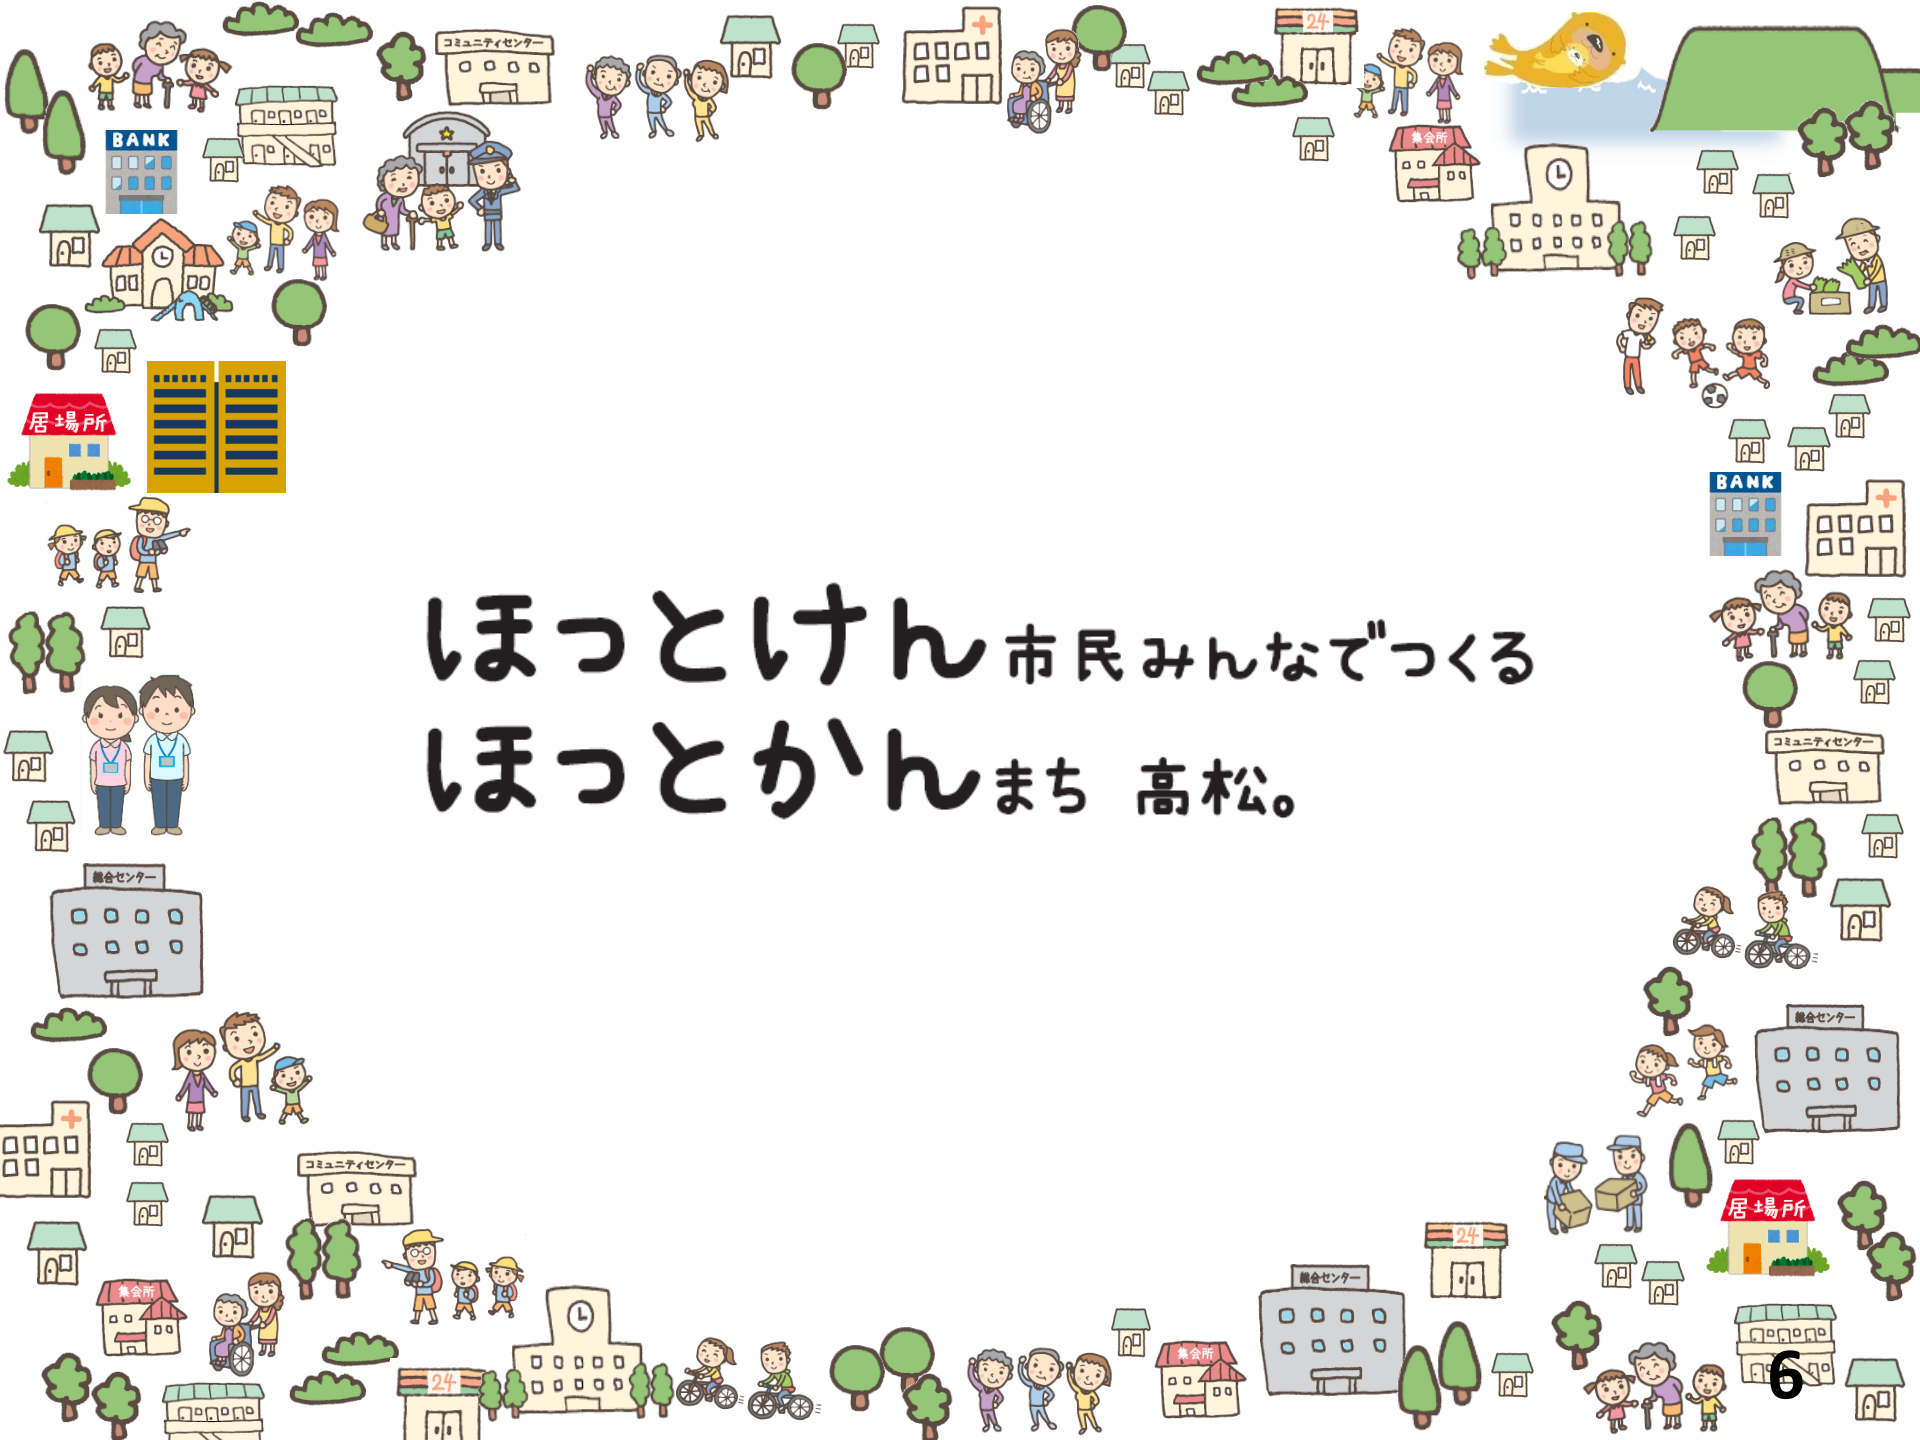 コミュニティセンター
24
BANK
集会所
居場所
BANK
ほっとけん市民みんなでつくる
ほっとかんまち 高松。
コミュニティセンター
総合センター
総合センター
コミュニティセンター
居場所
24
総合センター
集会所
集会所
24
6